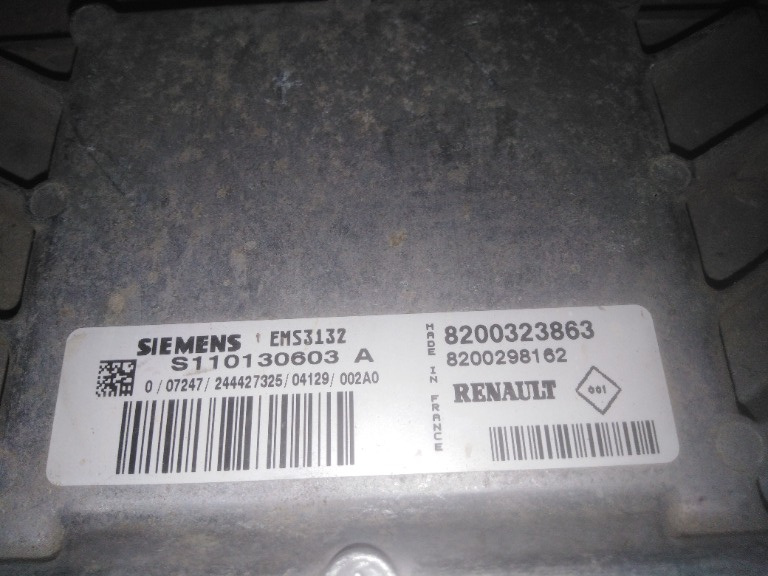 SIEMENS EMS3132
S110130603 A
0 / 07247 / 244427325 / 04129 / 002A0
MADE IN FRANCE
8200323863
8200298162
RENAULT
001